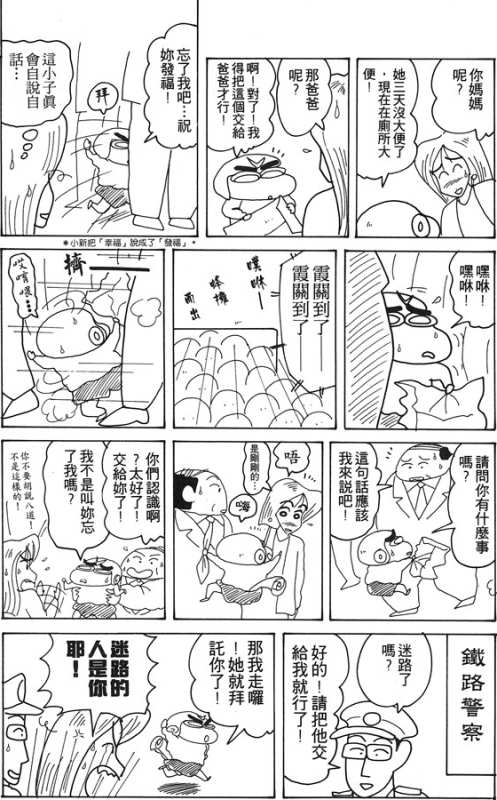 你媽媽
呢?
她三天沒大便了
,現在在廁所大
便!
那爸爸
呢?
啊!對了!我
得把這個交給
爸爸才行!
忘了我吧…祝
妳發福!
拜
這小子真
會自說自
話…
*小新把「幸福」說成了「發福」。
嘿咻!
嘿咻!
霞關到了
霞關到了
噗咻
蜂擁
而出
擠
哎唷喂…
請問你有什麼事
嗎?
這句話應該
我來說吧!
唔
嗨
是剛剛的…
你們認識啊
?太好了!
交給妳了!
我不是叫妳忘
了我嗎?
你不要胡說八道!
不是這樣的!
鐵路警察
迷路了
嗎?
好的!請把他交
給我就行了!
那我走囉
!她就拜
託你了!
迷路的
人是你
耶!